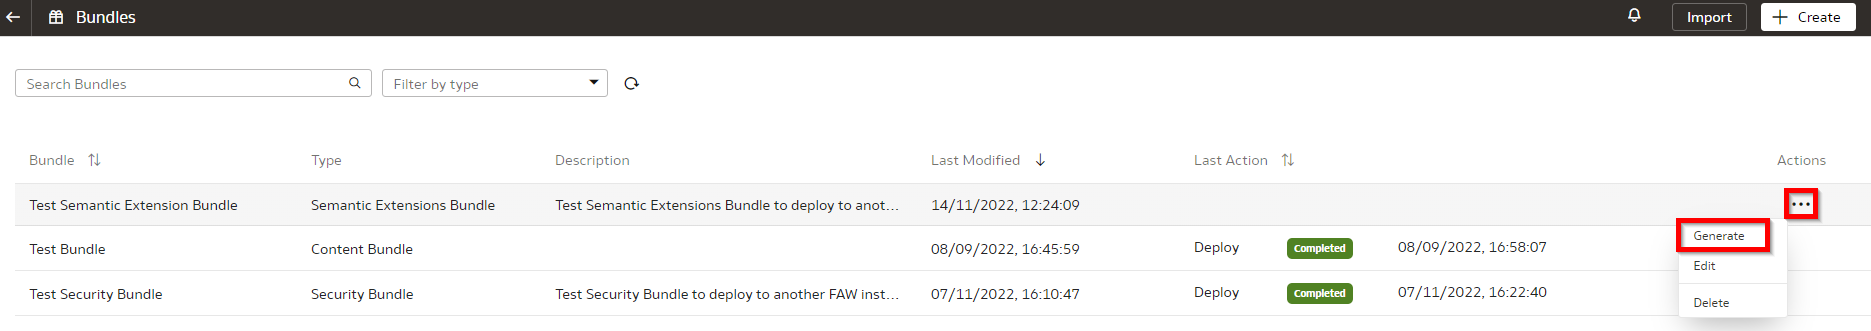 Bundles
Import
Create
Search Bundles
Filter by type
Bundle Type Description Last Modified Last Action Actions
Test Semantic Extension Bundle Semantic Extensions Bundle Test Semantic Extensions Bundle to deploy to anot... 14/11/2022, 12:24:09
Generate
Test Bundle Content Bundle 08/09/2022, 16:45:59 Deploy Completed 08/09/2022, 16:58:07
Edit
Test Security Bundle Security Bundle Test Security Bundle to deploy to another FAW inst... 07/11/2022, 16:10:47 Deploy Completed 07/11/2022, 16:22:40
Delete